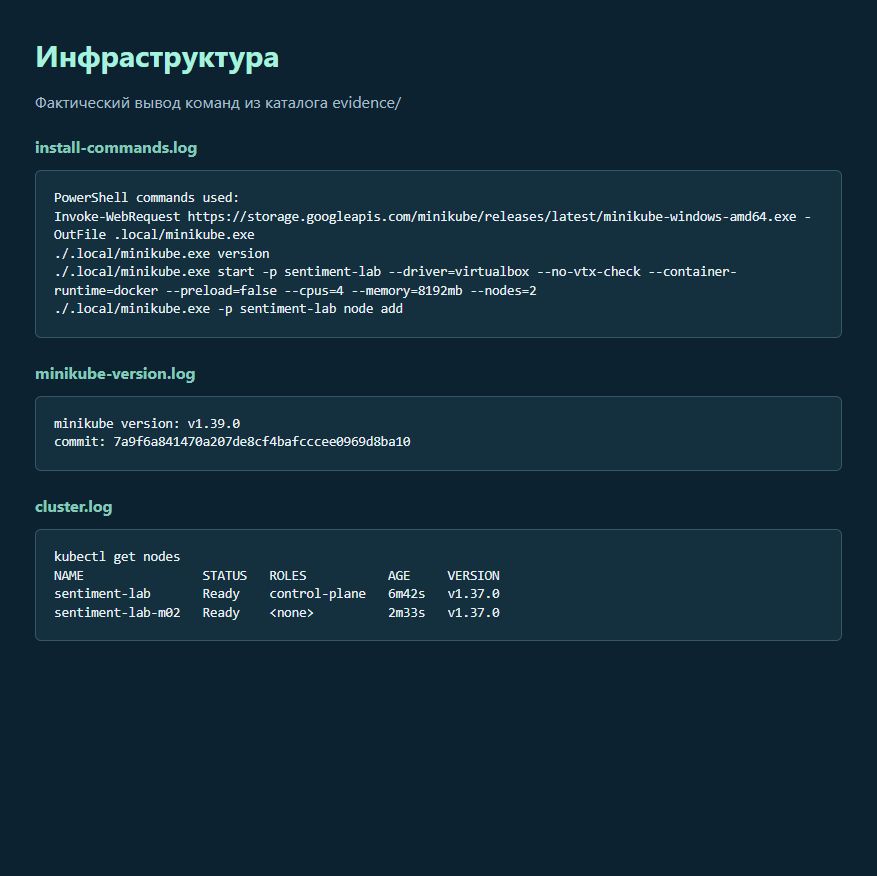 Инфраструктура
Фактический вывод команд из каталога evidence/
install-commands.log
PowerShell commands used:
Invoke-WebRequest https://storage.googleapis.com/minikube/releases/latest/minikube-windows-amd64.exe -
OutFile .local/minikube.exe
./.local/minikube.exe version
./.local/minikube.exe start -p sentiment-lab --driver=virtualbox --no-vtx-check --container-
runtime=docker --preload=false --cpus=4 --memory=8192mb --nodes=2
./.local/minikube.exe -p sentiment-lab node add
minikube-version.log
minikube version: v1.39.0
commit: 7a9f6a841470a207de8cf4bafcccee0969d8ba10
cluster.log
kubectl get nodes
NAME                STATUS   ROLES           AGE     VERSION
sentiment-lab       Ready    control-plane   6m42s   v1.37.0
sentiment-lab-m02   Ready    <none>          2m33s   v1.37.0